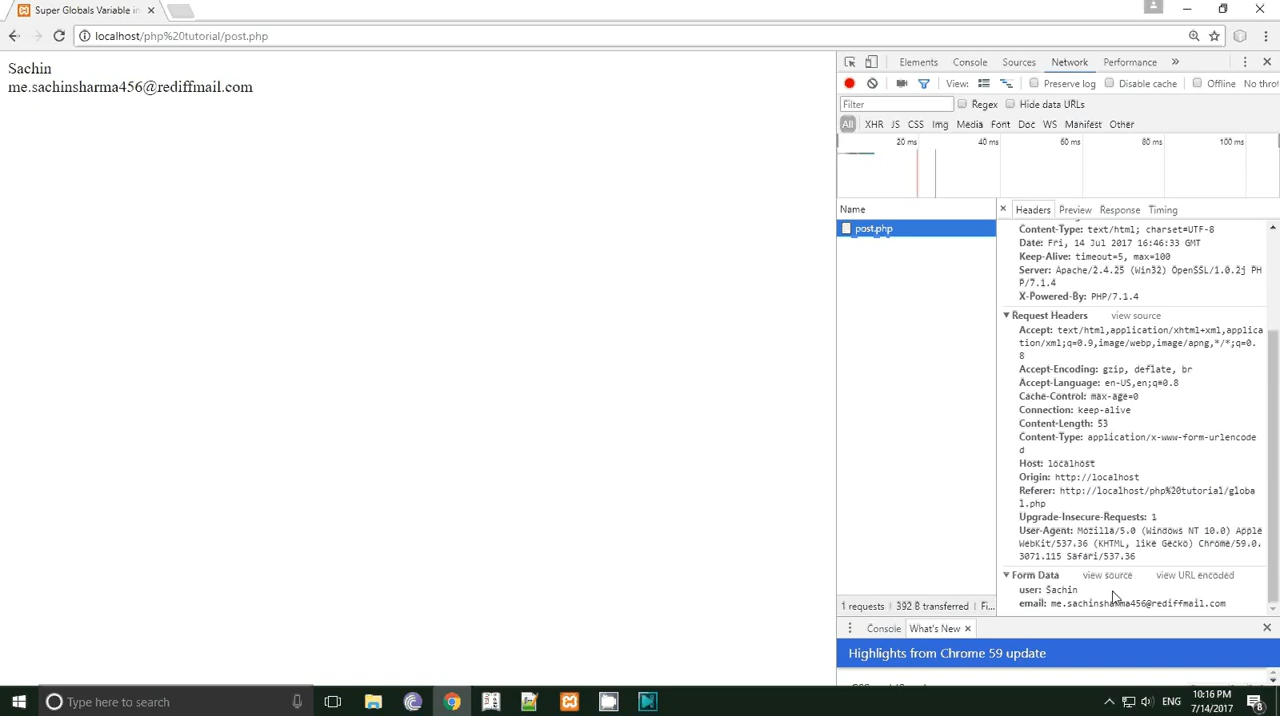 Super Globals Variable in
localhost/php%20tutorial/post.php
Sachin
me.sachinsharma456@rediffmail.com
Elements Console Sources Network Performance »
View: Preserve log Disable cache Offline No thro
Filter Regex Hide data URLs
All XHR JS CSS Img Media Font Doc WS Manifest Other
20 ms 40 ms 60 ms 80 ms 100 ms
Name
post.php
× Headers Preview Response Timing
Content-Type: text/html; charset=UTF-8
Date: Fri, 14 Jul 2017 16:46:33 GMT
Keep-Alive: timeout=5, max=100
Server: Apache/2.4.25 (Win32) OpenSSL/1.0.2j PH
P/7.1.4
X-Powered-By: PHP/7.1.4
Request Headers view source
Accept: text/html,application/xhtml+xml,applica
tion/xml;q=0.9,image/webp,image/apng,*/*;q=0.
8
Accept-Encoding: gzip, deflate, br
Accept-Language: en-US,en;q=0.8
Cache-Control: max-age=0
Connection: keep-alive
Content-Length: 53
Content-Type: application/x-www-form-urlencode
d
Host: localhost
Origin: http://localhost
Referer: http://localhost/php%20tutorial/globa
l.php
Upgrade-Insecure-Requests: 1
User-Agent: Mozilla/5.0 (Windows NT 10.0) Apple
WebKit/537.36 (KHTML, like Gecko) Chrome/59.0.
3071.115 Safari/537.36
Form Data view source view URL encoded
user: Sachin
email: me.sachinsharma456@rediffmail.com
1 requests 392 B transferred Fi...
Console What's New ×
Highlights from Chrome 59 update
Type here to search
ENG
10:16 PM
7/14/2017
8